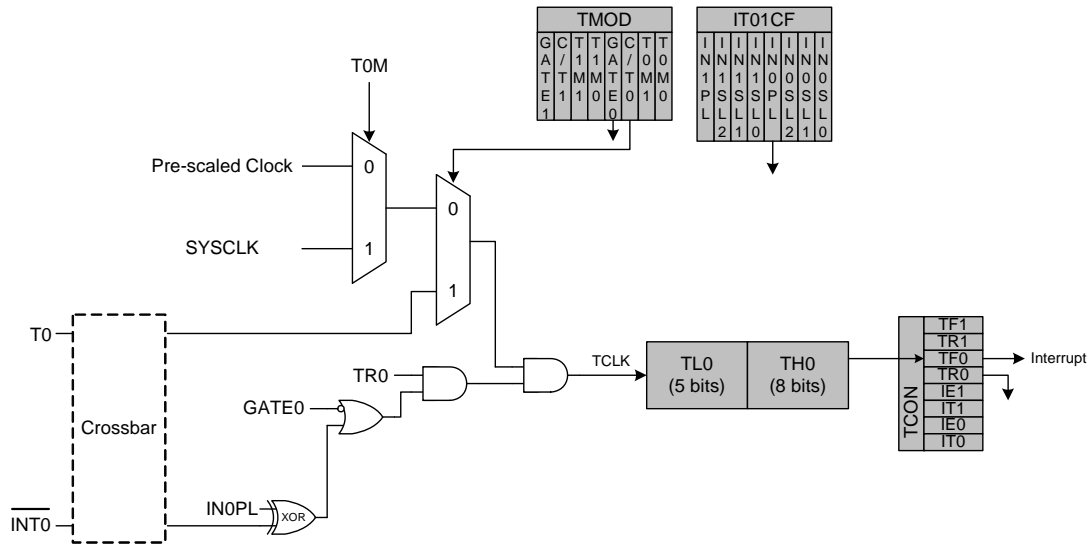 TMOD
IT01CF
GATE1
C/T1
T1M1
T1M0
GATE0
C/T0
T0M1
T0M0
IN1PL
IN1SL2
IN1SL1
IN1SL0
IN0PL
IN0SL2
IN0SL1
IN0SL0
T0M
Pre-scaled Clock
0
SYSCLK
1
0
1
T0
Crossbar
INT0
TR0
GATE0
IN0PL
XOR
TCLK
TL0
(5 bits)
TH0
(8 bits)
TCON
TF1
TR1
TF0
TR0
IE1
IT1
IE0
IT0
Interrupt